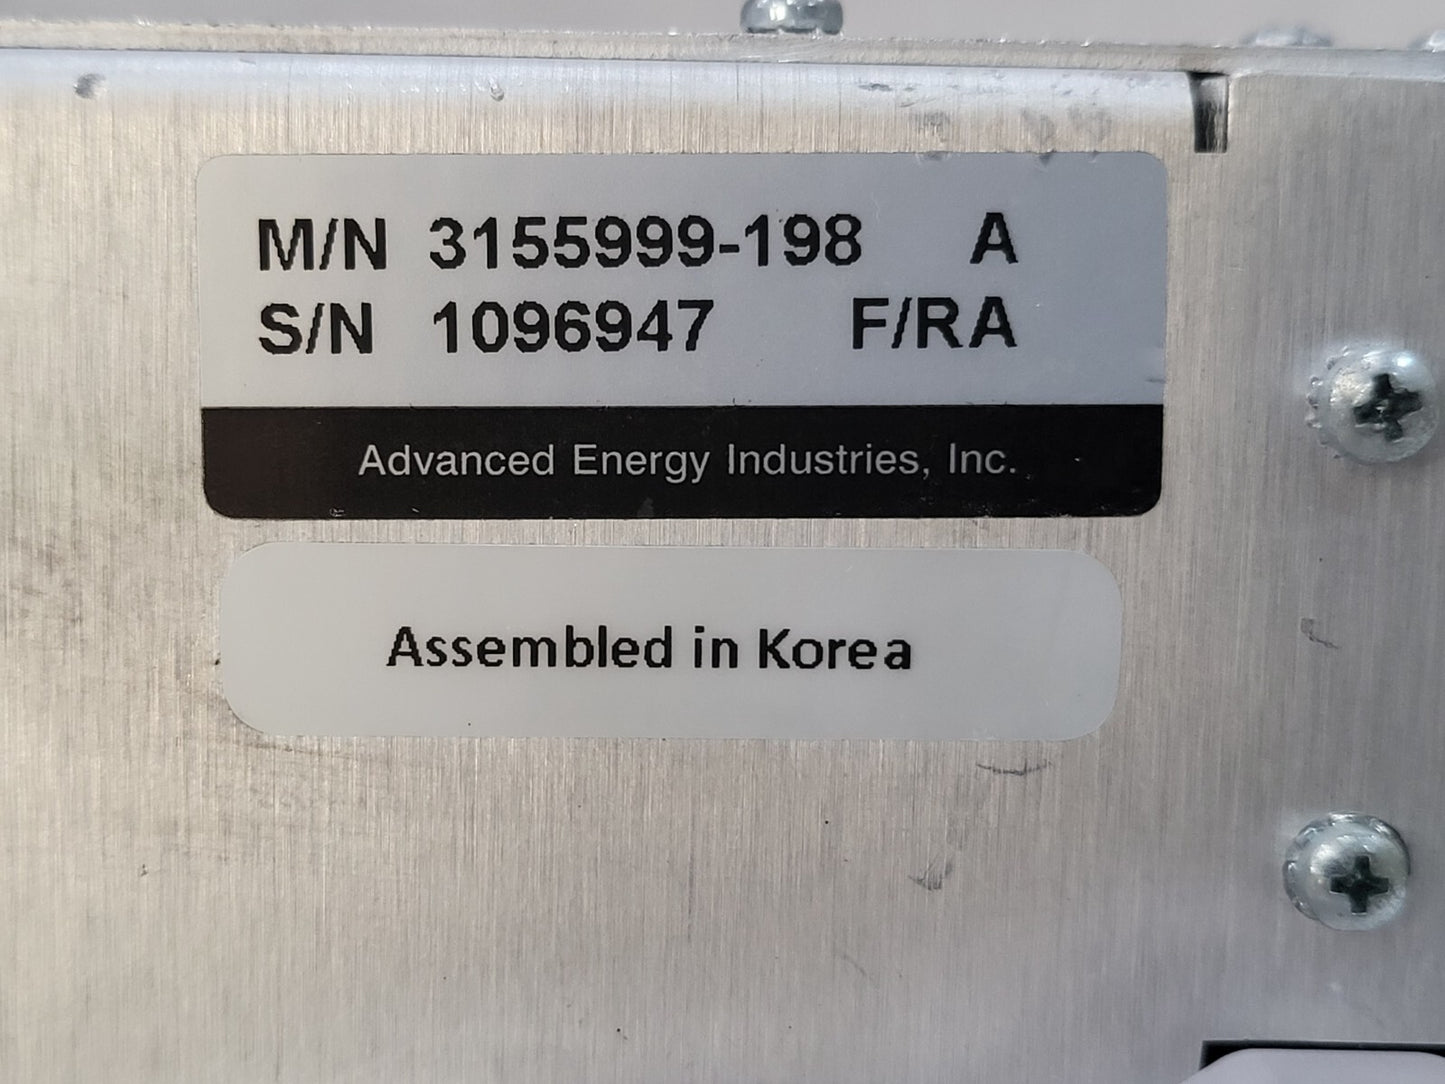 M/N 3155999-198 A
S/N 1096947 F/RA
Advanced Energy Industries, Inc.
Assembled in Korea